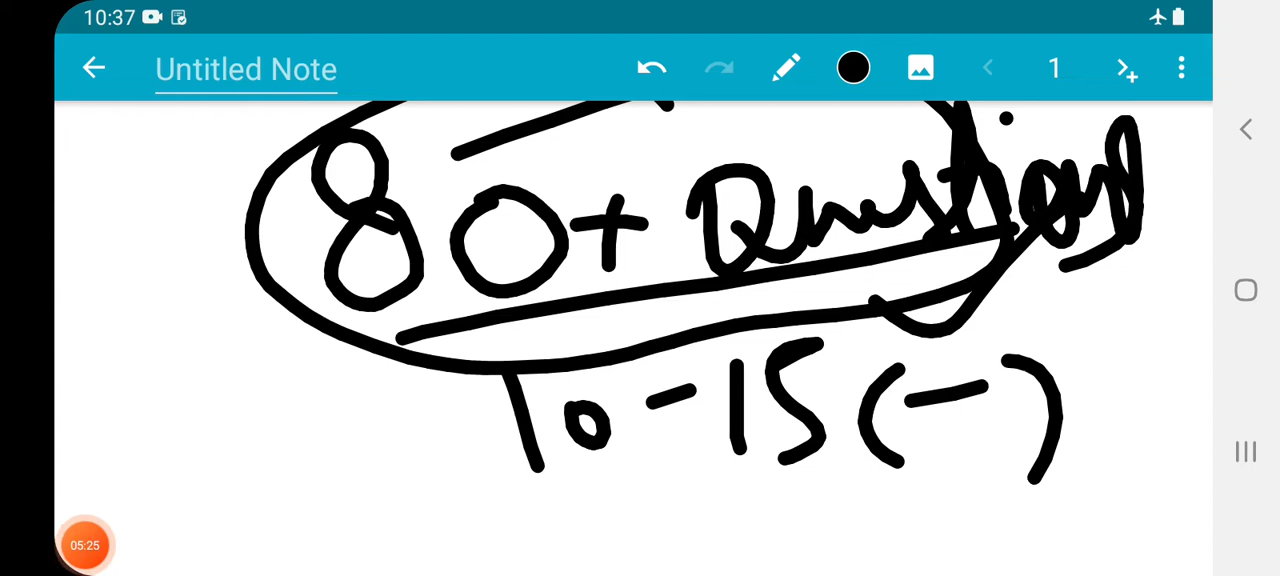 10:37
Untitled Note
1
80+ Questions
10-15(-)
05:25